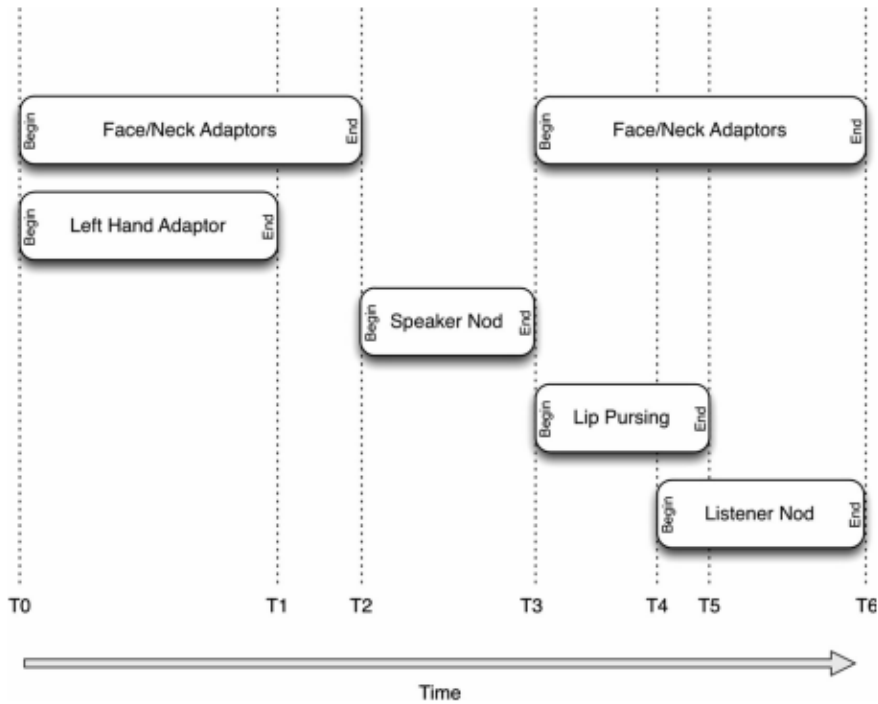 Begin Face/Neck Adaptors End
Begin Face/Neck Adaptors End
Begin Left Hand Adaptor End
Begin Speaker Nod End
Begin Lip Pursing End
Begin Listener Nod End
T0 T1 T2 T3 T4 T5 T6
Time